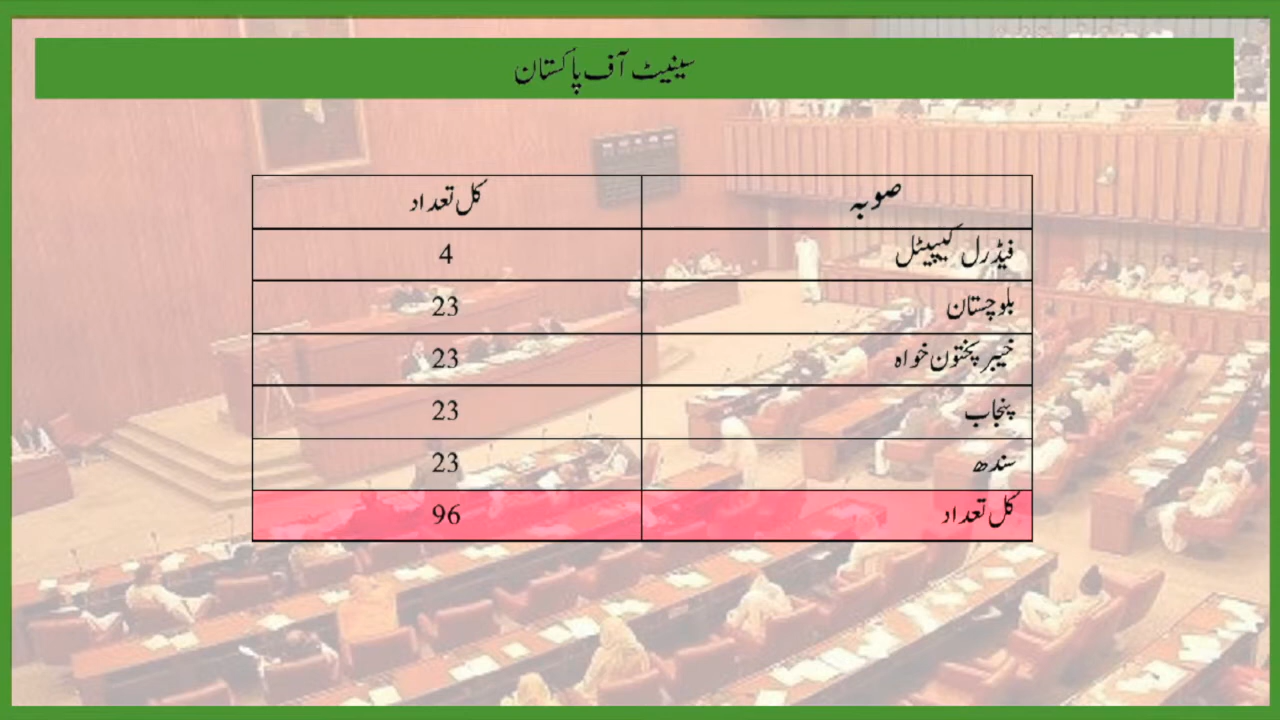 سینیٹ آف پاکستان
صوبہ کل تعداد
فیڈرل کیپیٹل 4
بلوچستان 23
خیبر پختون خواہ 23
پنجاب 23
سندھ 23
کل تعداد 96